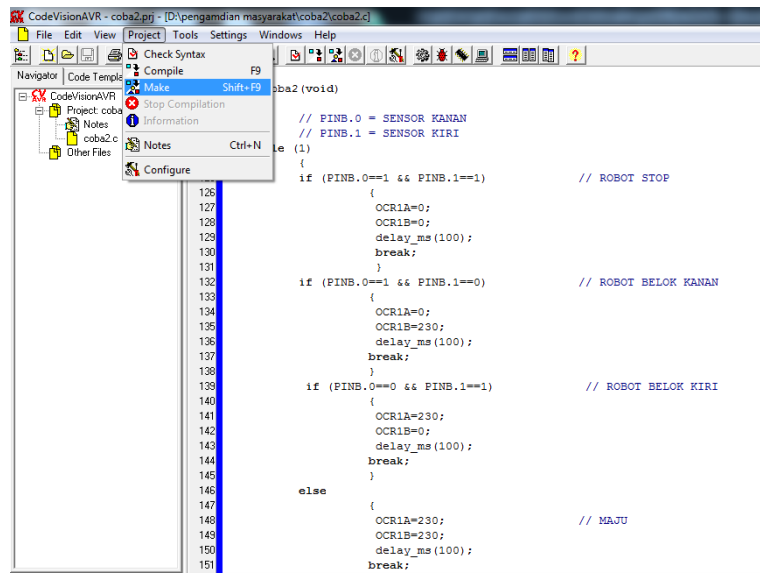 CodeVisionAVR - coba2.prj - [D:\pengamdian masyarakat\coba2\coba2.c]
File Edit View Project Tools Settings Windows Help
Navigator Code Templa
CodeVisionAVR
Project: coba
Notes
coba2.c
Other Files
Check Syntax
Compile F9
Make Shift+F9
Stop Compilation
Information
Notes Ctrl+N
Configure
ba2(void)
// PINB.0 = SENSOR KANAN
// PINB.1 = SENSOR KIRI
le (1)
{
if (PINB.0==1 && PINB.1==1) // ROBOT STOP
126 {
127 OCR1A=0;
128 OCR1B=0;
129 delay_ms(100);
130 break;
131 }
132 if (PINB.0==1 && PINB.1==0) // ROBOT BELOK KANAN
133 {
134 OCR1A=0;
135 OCR1B=230;
136 delay_ms(100);
137 break;
138 }
139 if (PINB.0==0 && PINB.1==1) // ROBOT BELOK KIRI
140 {
141 OCR1A=230;
142 OCR1B=0;
143 delay_ms(100);
144 break;
145 }
146 else
147 {
148 OCR1A=230; // MAJU
149 OCR1B=230;
150 delay_ms(100);
151 break;